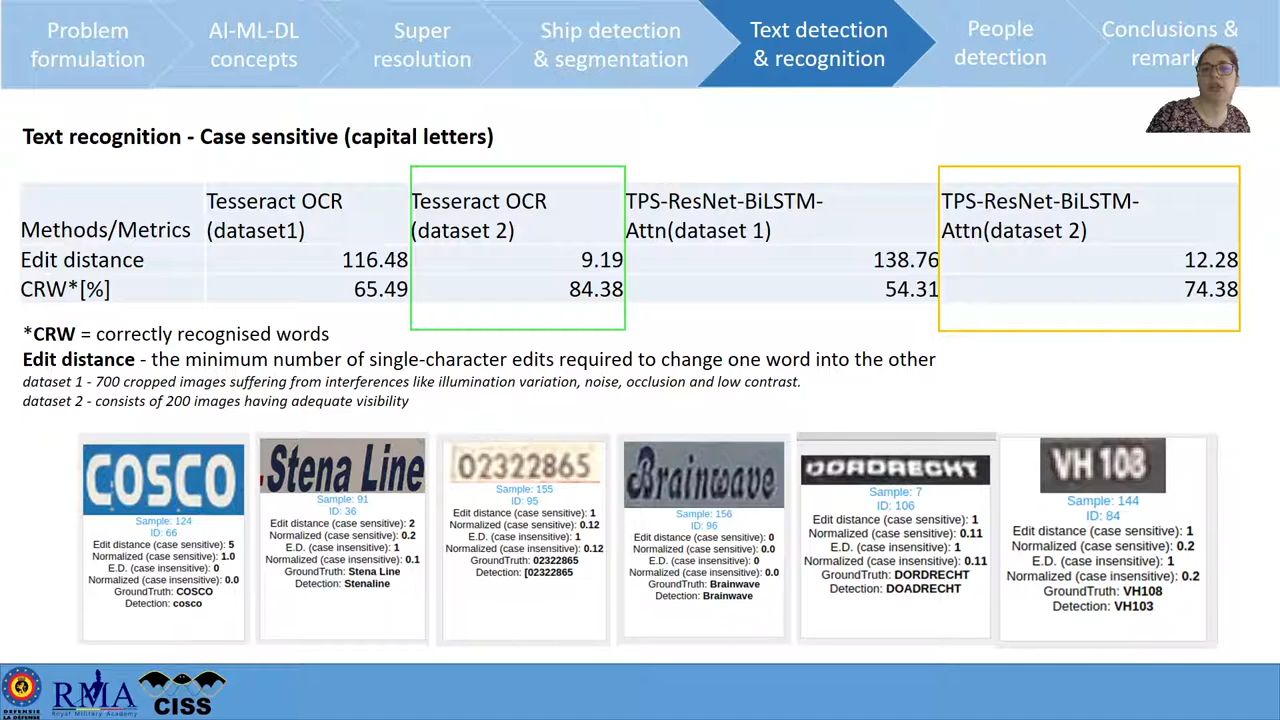 Problem formulation
AI-ML-DL concepts
Super resolution
Ship detection & segmentation
Text detection & recognition
People detection
Conclusions & remark
Text recognition - Case sensitive (capital letters)
Methods/Metrics	Tesseract OCR (dataset1)	Tesseract OCR (dataset 2)	TPS-ResNet-BiLSTM-Attn(dataset 1)	TPS-ResNet-BiLSTM-Attn(dataset 2)
Edit distance	116.48	9.19	138.76	12.28
CRW*[%]	65.49	84.38	54.31	74.38
*CRW = correctly recognised words
Edit distance - the minimum number of single-character edits required to change one word into the other
dataset 1 - 700 cropped images suffering from interferences like illumination variation, noise, occlusion and low contrast.
dataset 2 - consists of 200 images having adequate visibility
COSCO
Sample: 124
ID: 66
Edit distance (case sensitive): 5
Normalized (case sensitive): 1.0
E.D. (case insensitive): 0
Normalized (case insensitive): 0.0
GroundTruth: COSCO
Detection: cosco
Stena Line
Sample: 91
ID: 36
Edit distance (case sensitive): 2
Normalized (case sensitive): 0.2
E.D. (case insensitive): 1
Normalized (case insensitive): 0.1
GroundTruth: Stena Line
Detection: Stenaline
02322865
Sample: 155
ID: 95
Edit distance (case sensitive): 1
Normalized (case sensitive): 0.12
E.D. (case insensitive): 1
Normalized (case insensitive): 0.12
GroundTruth: 02322865
Detection: [02322865
Brainwave
Sample: 156
ID: 96
Edit distance (case sensitive): 0
Normalized (case sensitive): 0.0
E.D. (case insensitive): 0
Normalized (case insensitive): 0.0
GroundTruth: Brainwave
Detection: Brainwave
DORDRECHT
Sample: 7
ID: 106
Edit distance (case sensitive): 1
Normalized (case sensitive): 0.11
E.D. (case insensitive): 1
Normalized (case insensitive): 0.11
GroundTruth: DORDRECHT
Detection: DOADRECHT
VH 108
Sample: 144
ID: 84
Edit distance (case sensitive): 1
Normalized (case sensitive): 0.2
E.D. (case insensitive): 1
Normalized (case insensitive): 0.2
GroundTruth: VH108
Detection: VH103
DEFENSIE
LA DEFENSE
RMA
Royal Military Academy
CISS